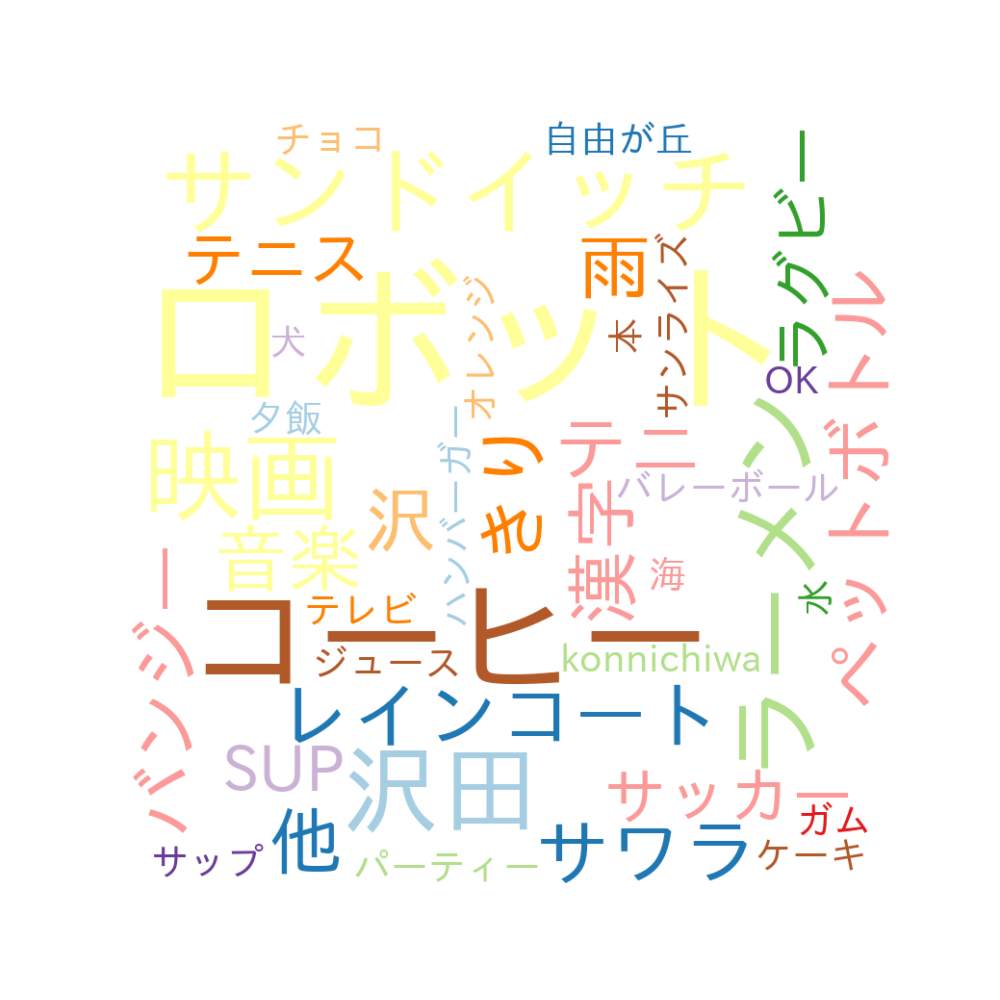 チョコ
自由が丘
サンドイッチ
ラグビー
テニス
雨
サンライズ
ロボット
オレンジ
本
ペットボトル
犬
OK
夕飯
ハンバーガー
きり
テニ
ラーメン
映画
沢
漢字
バレーボール
音楽
海
水
バンジー
コーヒー
テレビ
ジュース
konnichiwa
レインコート
SUP
沢田
サッカー
他
サワラ
ガム
サップ
パーティー
ケーキ